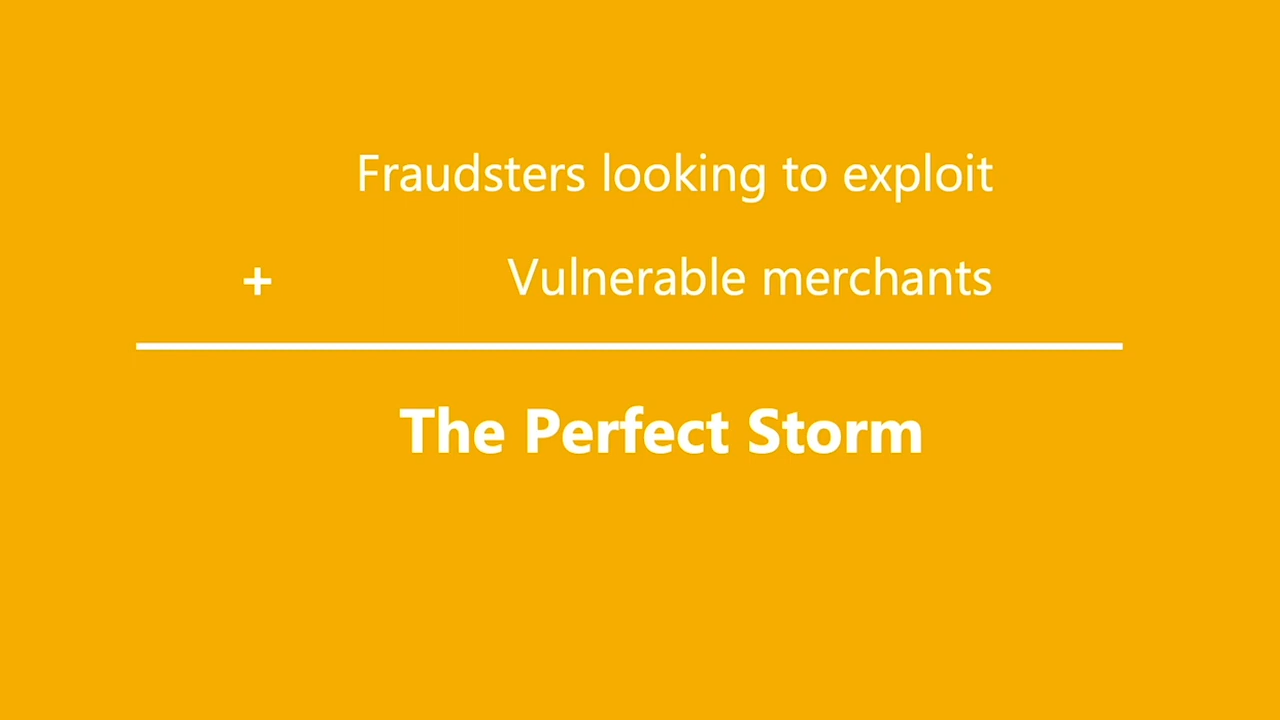 Fraudsters looking to exploit
+ Vulnerable merchants
The Perfect Storm